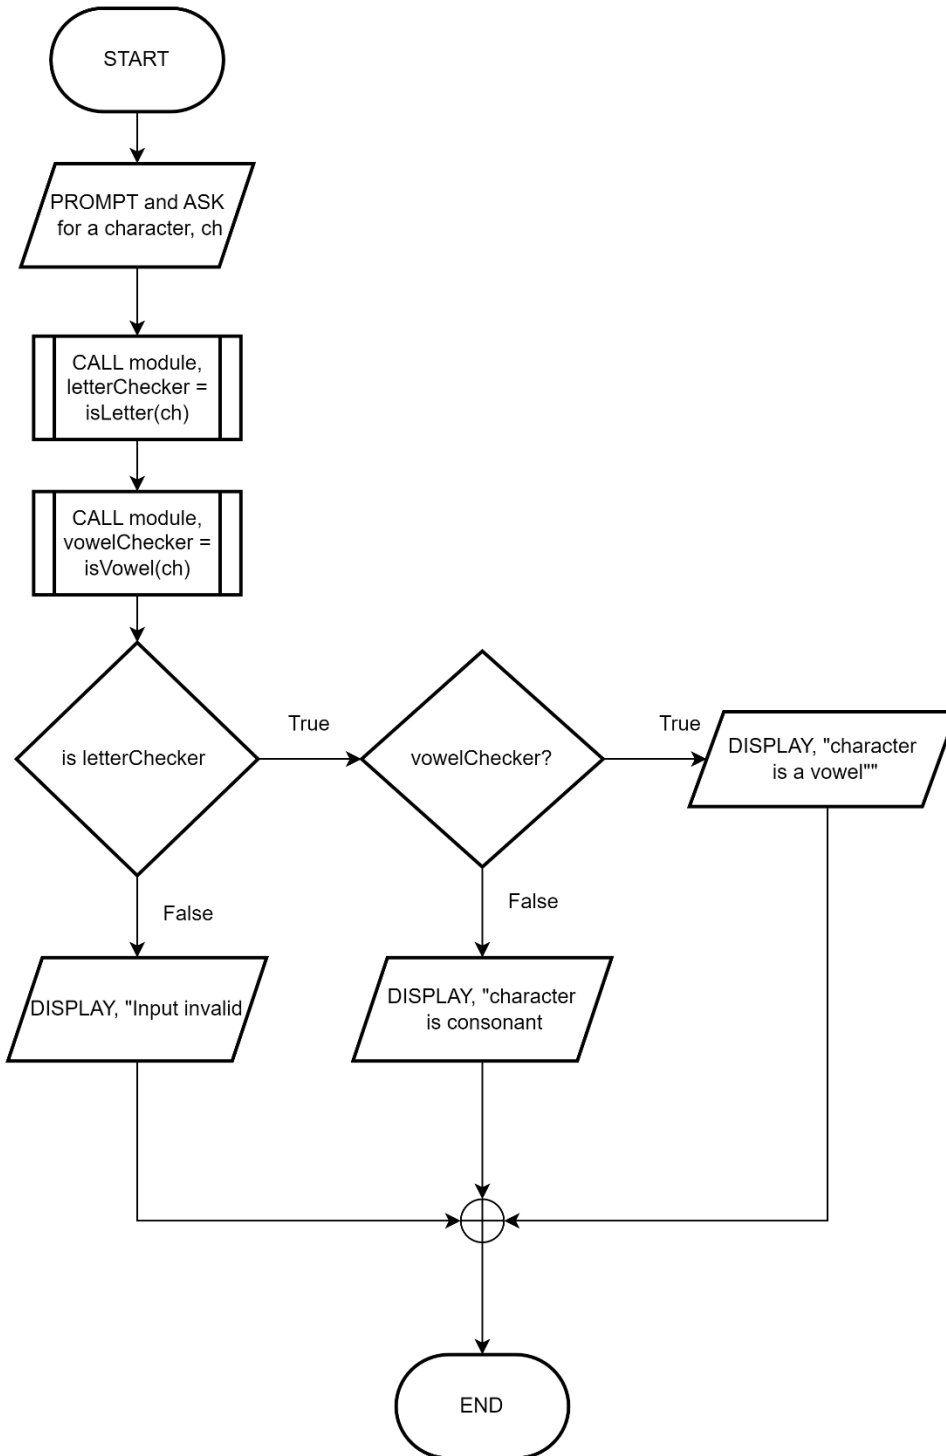 START
PROMPT and ASK
for a character, ch
CALL module,
letterChecker =
isLetter(ch)
CALL module,
vowelChecker =
isVowel(ch)
is letterChecker
True
vowelChecker?
True
DISPLAY, "character
is a vowel""
False
False
DISPLAY, "Input invalid
DISPLAY, "character
is consonant
END